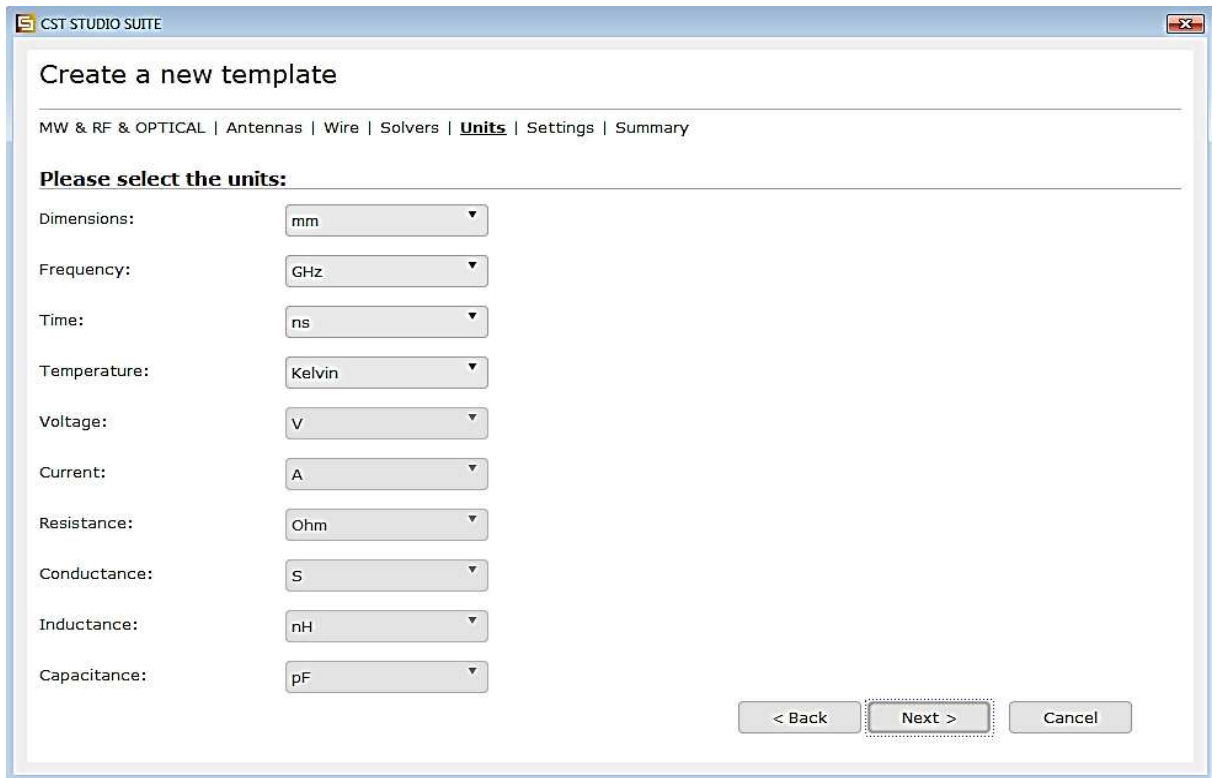 CST STUDIO SUITE
Create a new template
MW & RF & OPTICAL | Antennas | Wire | Solvers | Units | Settings | Summary
Please select the units:
Dimensions: mm
Frequency: GHz
Time: ns
Temperature: Kelvin
Voltage: V
Current: A
Resistance: Ohm
Conductance: S
Inductance: nH
Capacitance: pF
< Back Next > Cancel